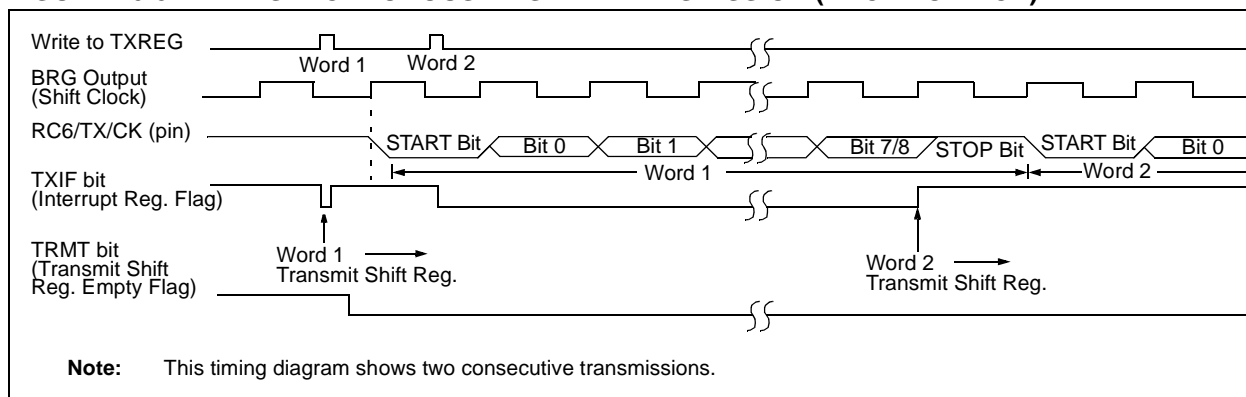 Write to TXREG
Word 1 Word 2
BRG Output
(Shift Clock)
RC6/TX/CK (pin)
START Bit Bit 0 Bit 1 Bit 7/8 STOP Bit START Bit Bit 0
Word 1 Word 2
TXIF bit
(Interrupt Reg. Flag)
Word 1
Transmit Shift Reg.
Word 2
Transmit Shift Reg.
TRMT bit
(Transmit Shift
Reg. Empty Flag)
Note: This timing diagram shows two consecutive transmissions.